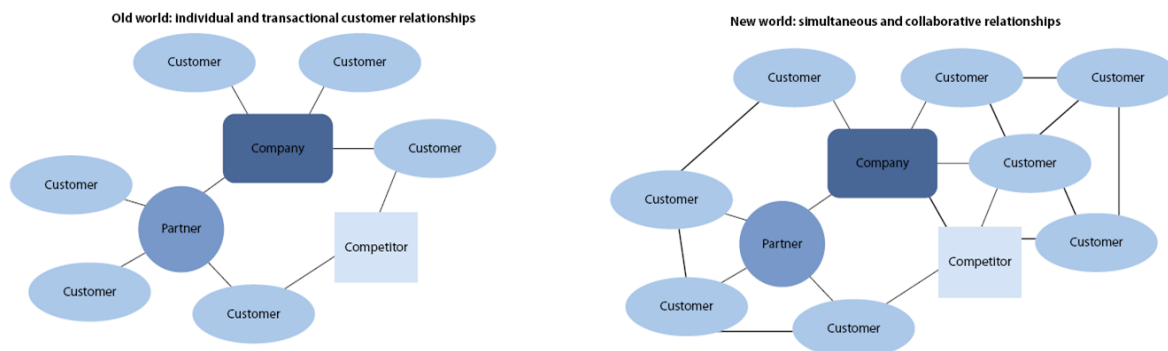 Old world: individual and transactional customer relationships
Customer
Customer
Company
Customer
Customer
Partner
Competitor
Customer
Customer
New world: simultaneous and collaborative relationships
Customer
Customer
Customer
Company
Customer
Customer
Partner
Customer
Competitor
Customer
Customer